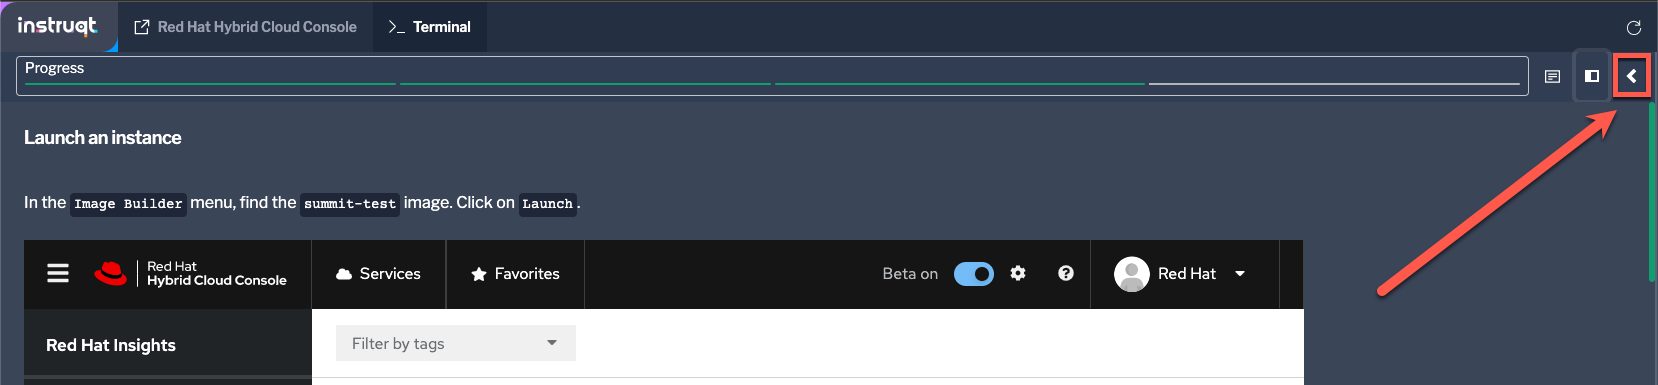 instruqt
Red Hat Hybrid Cloud Console
>_ Terminal
Progress
Launch an instance
In the Image Builder menu, find the summit-test image. Click on Launch.
Red Hat
Hybrid Cloud Console
Services
Favorites
Beta on
Red Hat
Red Hat Insights
Filter by tags